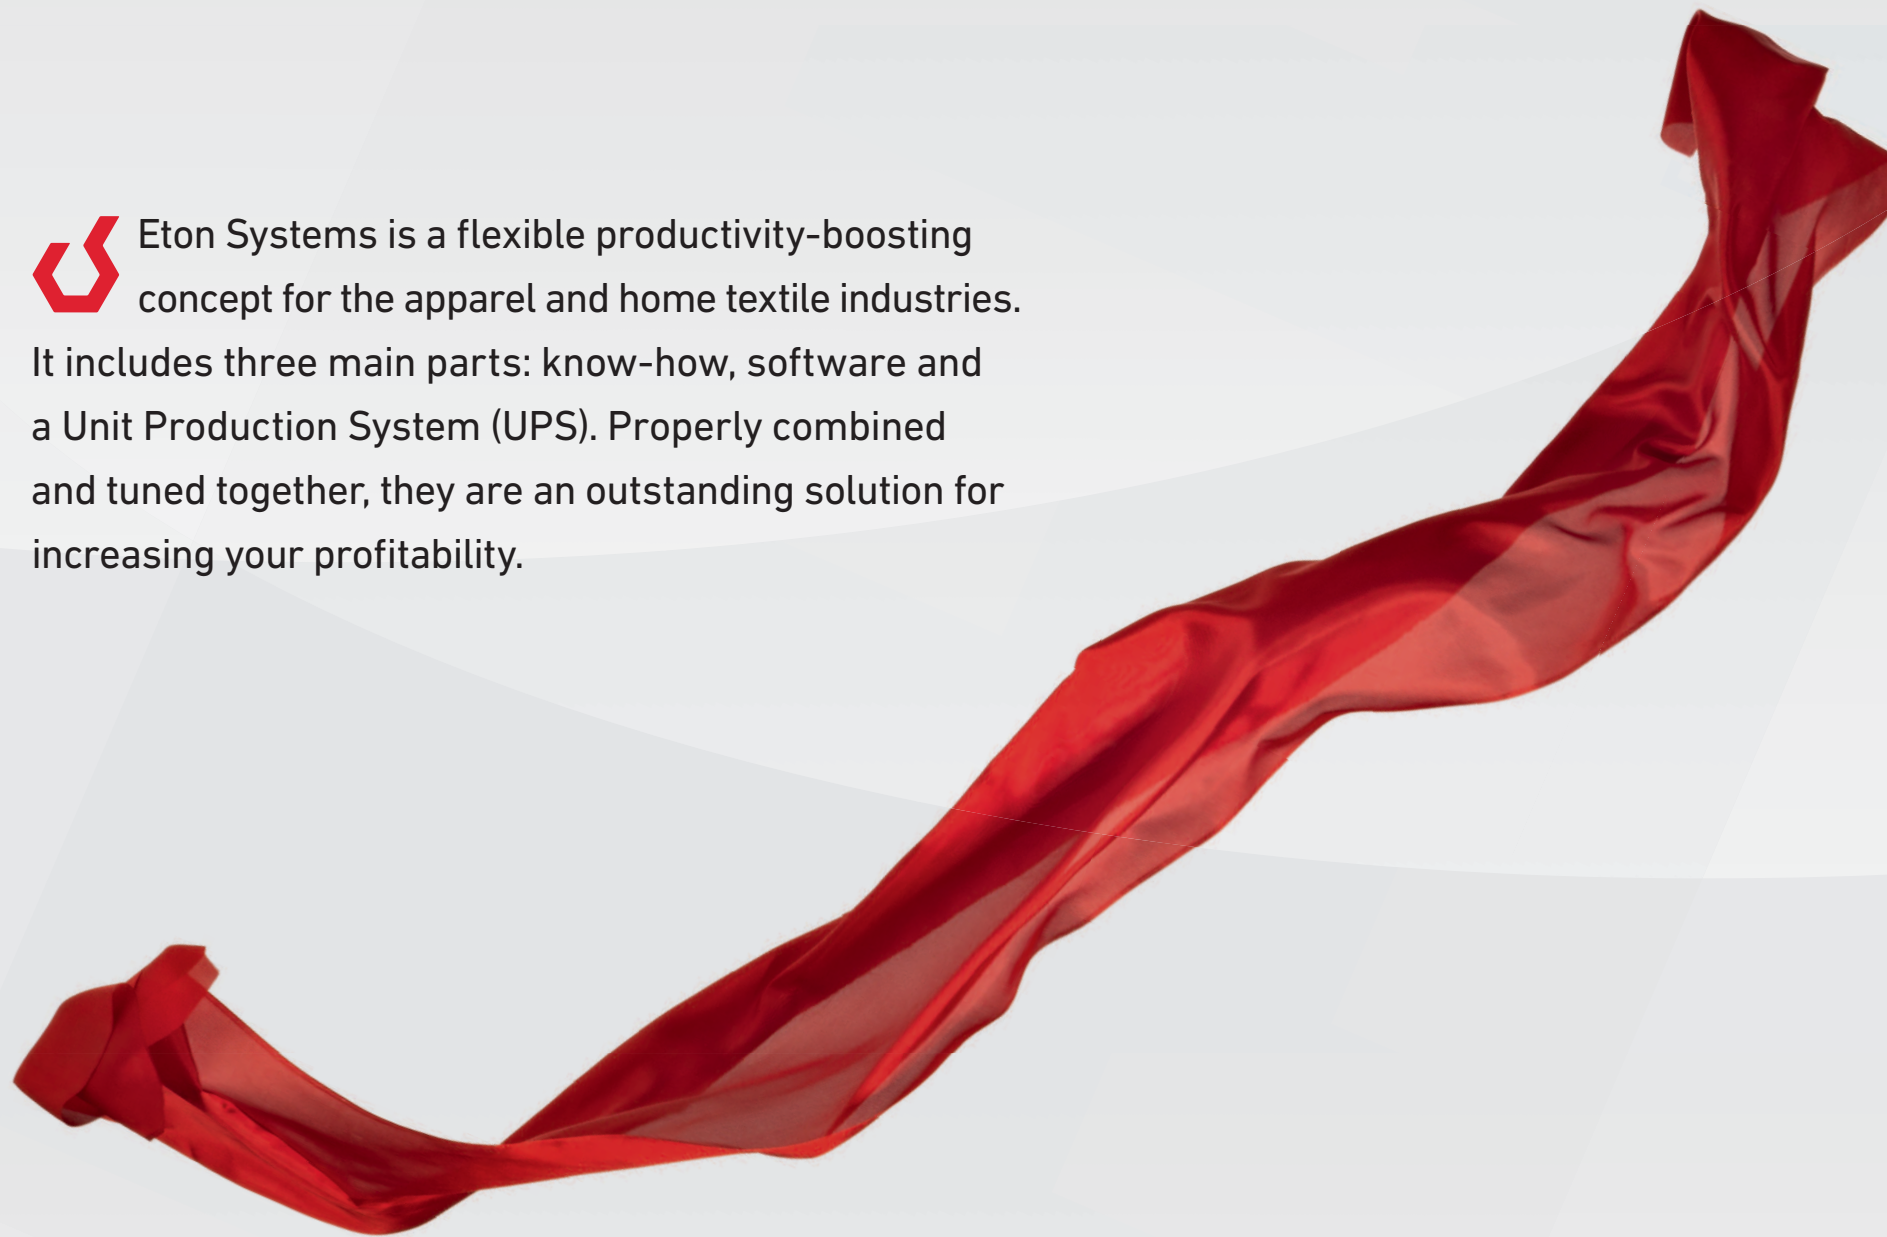 Eton Systems is a flexible productivity-boosting
concept for the apparel and home textile industries.
It includes three main parts: know-how, software and
a Unit Production System (UPS). Properly combined
and tuned together, they are an outstanding solution for
increasing your profitability.